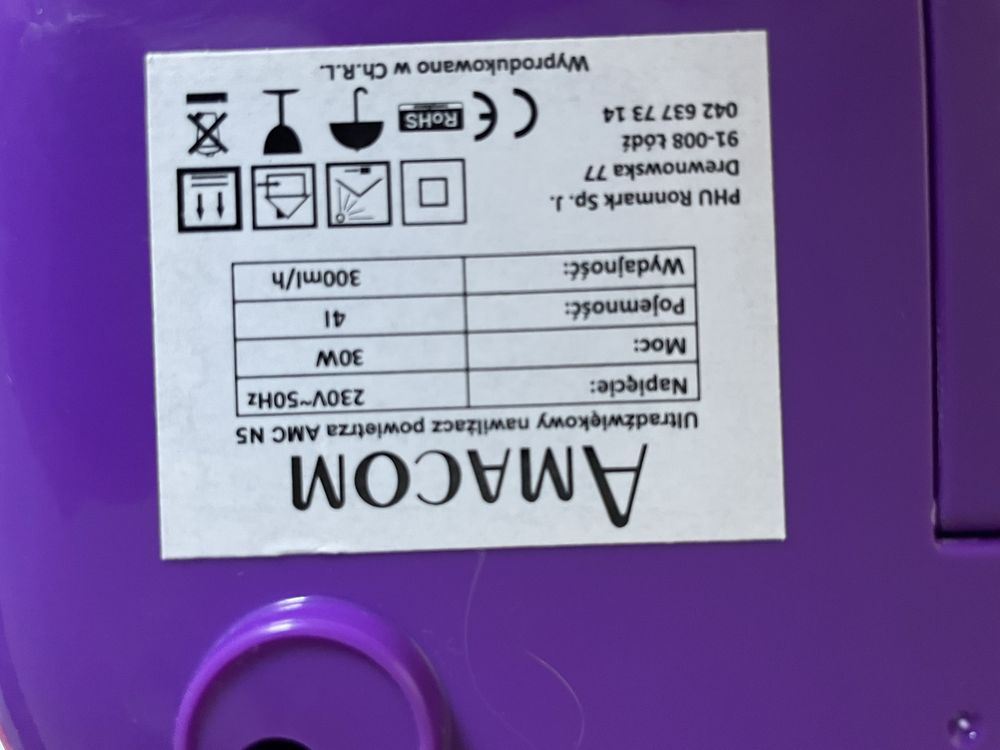 AMACOM
Ultradźwiękowy nawilżacz powietrza AMC N5
Napięcie: 230V~50Hz
Moc: 30W
Pojemność: 4l
Wydajność: 300ml/h
PHU Ronmark Sp. J.
Drewnowska 77
91-008 Łódź
042 637 73 14
CE RoHS
Wyprodukowano w Ch.R.L.